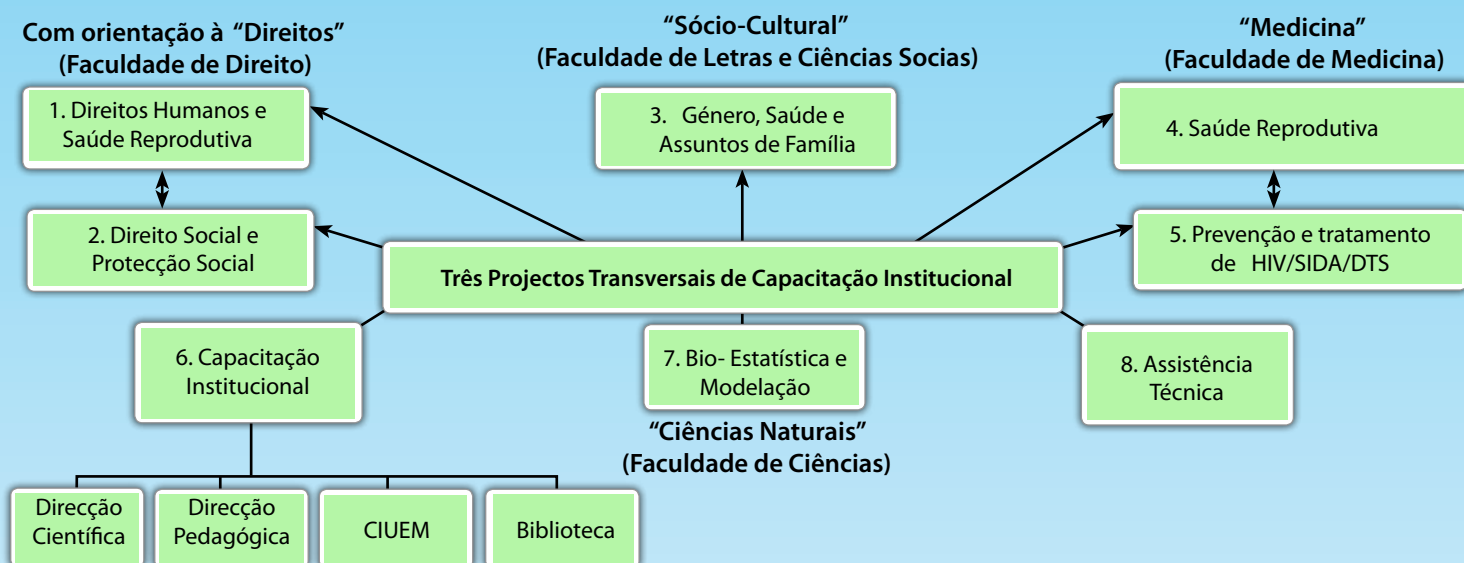 Com orientação à “Direitos”
(Faculdade de Direito)
“Sócio-Cultural”
(Faculdade de Letras e Ciências Socias)
“Medicina”
(Faculdade de Medicina)
1. Direitos Humanos e
Saúde Reprodutiva
3. Género, Saúde e
Assuntos de Família
4. Saúde Reprodutiva
2. Direito Social e
Protecção Social
5. Prevenção e tratamento
de HIV/SIDA/DTS
Três Projectos Transversais de Capacitação Institucional
6. Capacitação
Institucional
7. Bio- Estatística e
Modelação
8. Assistência
Técnica
“Ciências Naturais”
(Faculdade de Ciências)
Direcção
Científica
Direcção
Pedagógica
CIUEM
Biblioteca